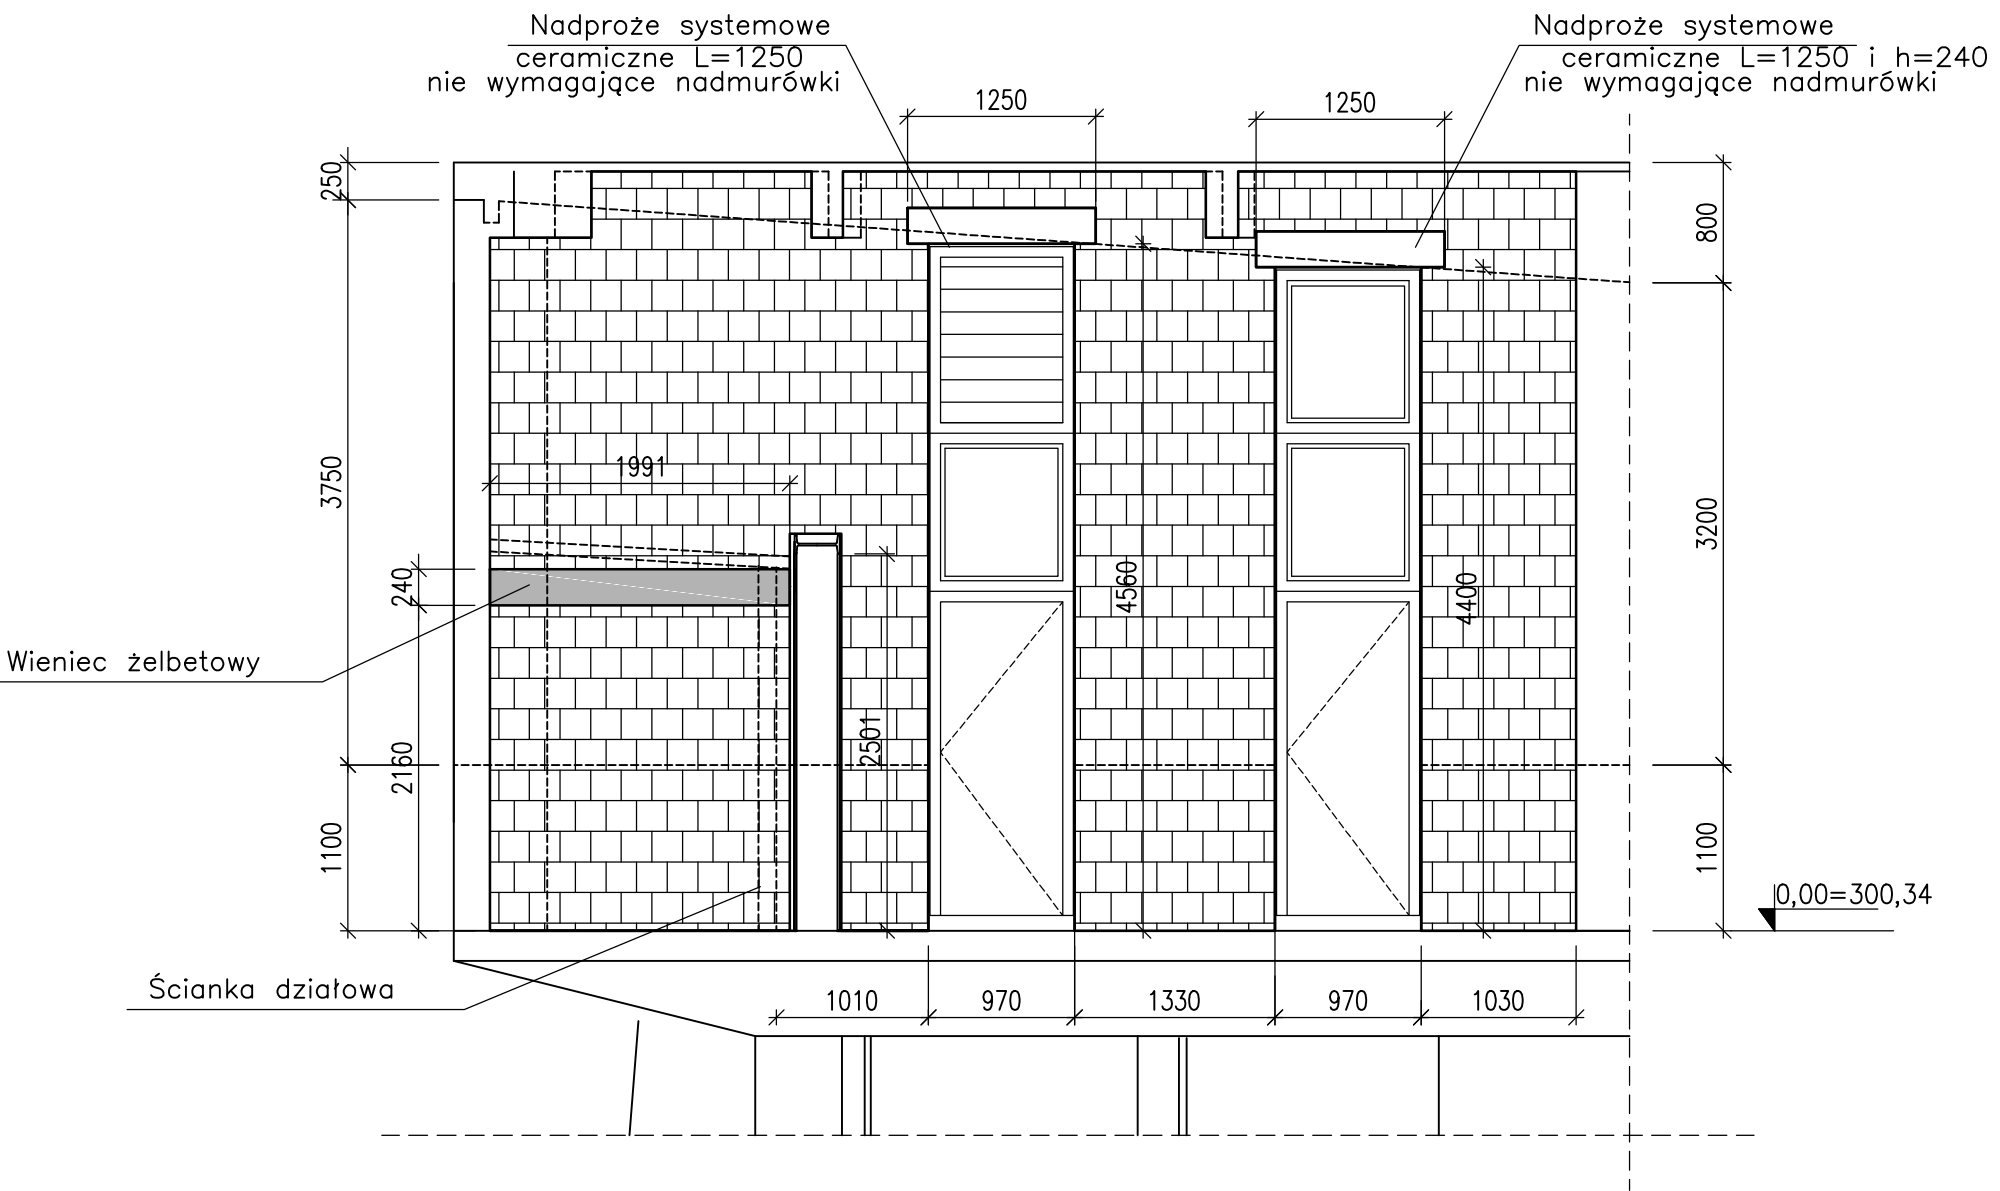 Nadproże systemowe
ceramiczne L=1250
nie wymagające nadmurówki
Nadproże systemowe
ceramiczne L=1250 i h=240
nie wymagające nadmurówki
1250
1250
250
800
3750
1991
3200
240
4560
4400
Wieniec żelbetowy
2501
2160
1100
1100
0,00=300,34
Ścianka działowa
1010
970
1330
970
1030